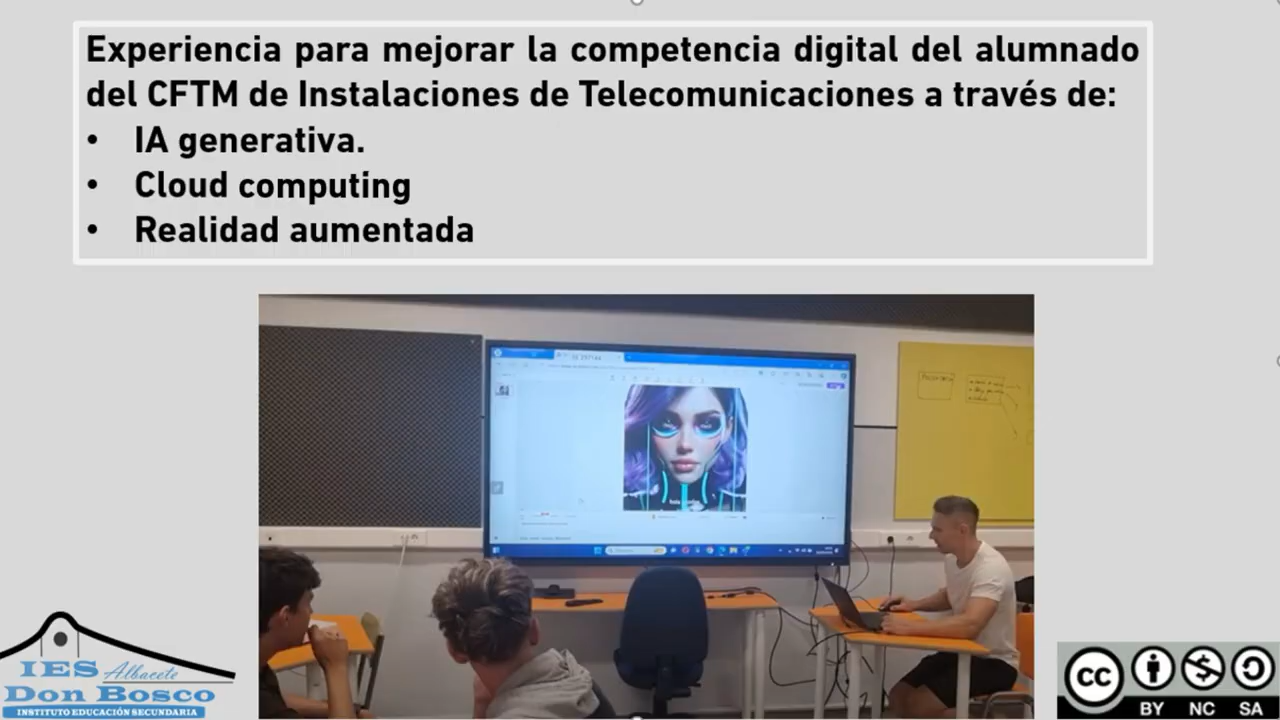 Experiencia para mejorar la competencia digital del alumnado
del CFTM de Instalaciones de Telecomunicaciones a través de:
• IA generativa.
• Cloud computing
• Realidad aumentada
IES Albacete
Don Bosco
INSTITUTO EDUCACIÓN SECUNDARIA
CC
BY NC SA